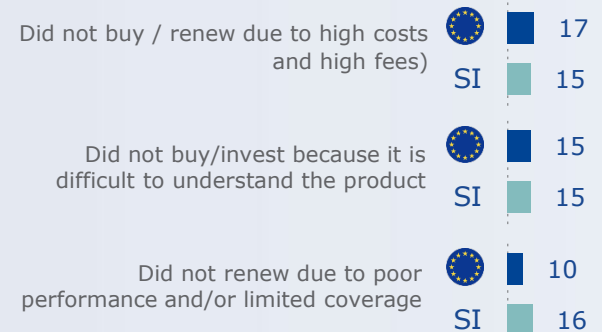 Did not buy / renew due to high costs
and high fees)
17
SI 15
Did not buy/invest because it is
difficult to understand the product
15
SI 15
Did not renew due to poor
performance and/or limited coverage
10
SI 16